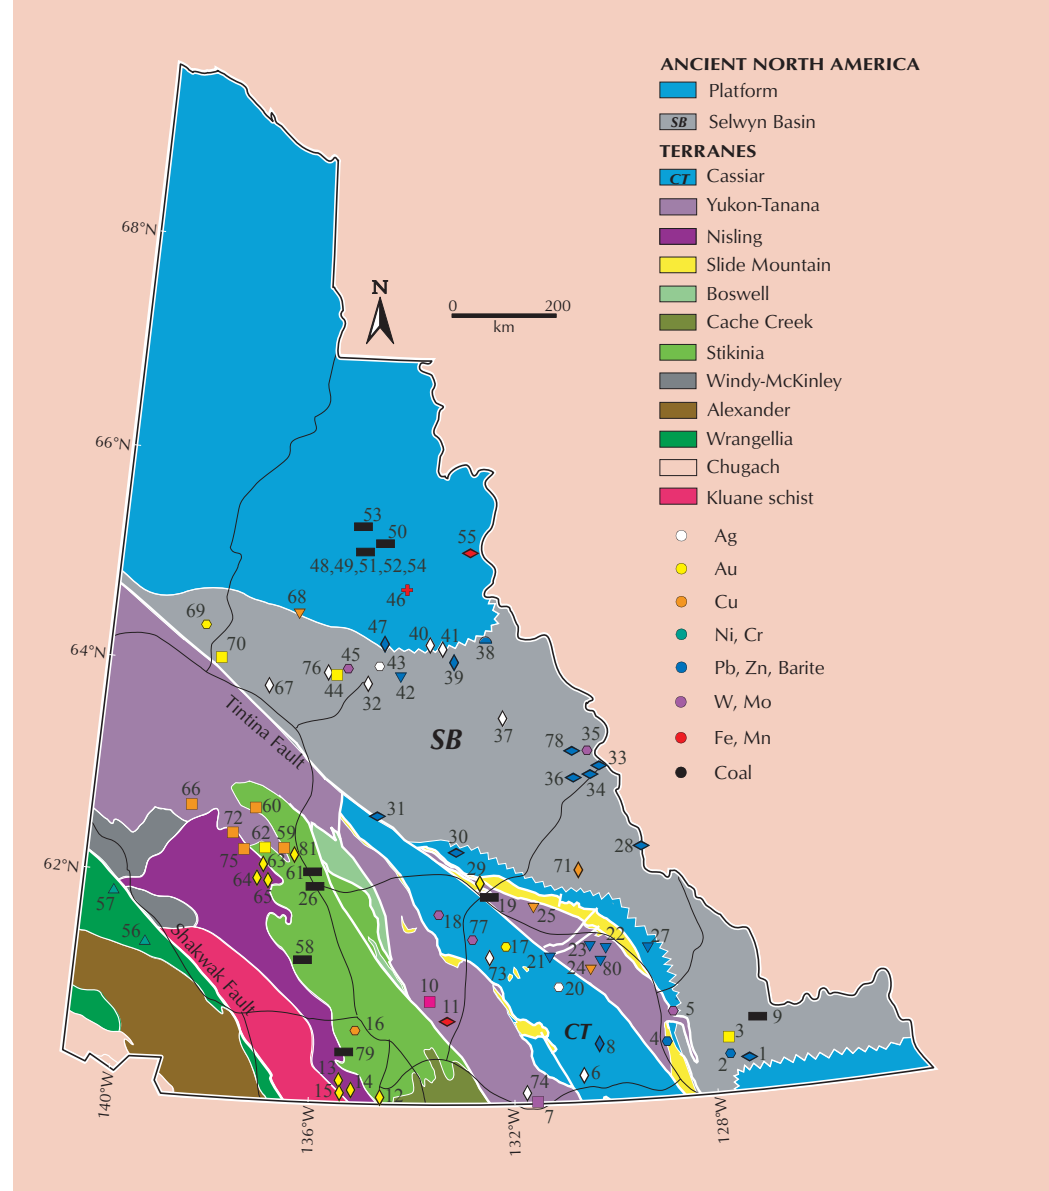 ANCIENT NORTH AMERICA
Platform
SB Selwyn Basin
TERRANES
CT Cassiar
Yukon-Tanana
68°N
Nisling
Slide Mountain
N
Boswell
0 200
km
Cache Creek
Stikinia
Windy-McKinley
Alexander
66°N
Wrangellia
Chugach
Kluane schist
53
50
55
Ag
48,49,51,52,54
Au
46
68
Cu
69
47
40
41
Ni, Cr
70
38
64°N
76
45
43
Pb, Zn, Barite
44
39
67
32
42
W, Mo
Tintina Fault
37
SB
78
35
Fe, Mn
33
36
34
Coal
66
60
31
72
62
59
30
28
75
63
81
62°N
64
61
29
71
65
26
19
57
18
25
56
58
77
17
23
22
27
73
21
24
80
Shakwak Fault
20
10
11
5
16
CT
9
3
79
8
4
2
1
13
14
6
15
12
74
7
140°W
136°W
132°W
128°W